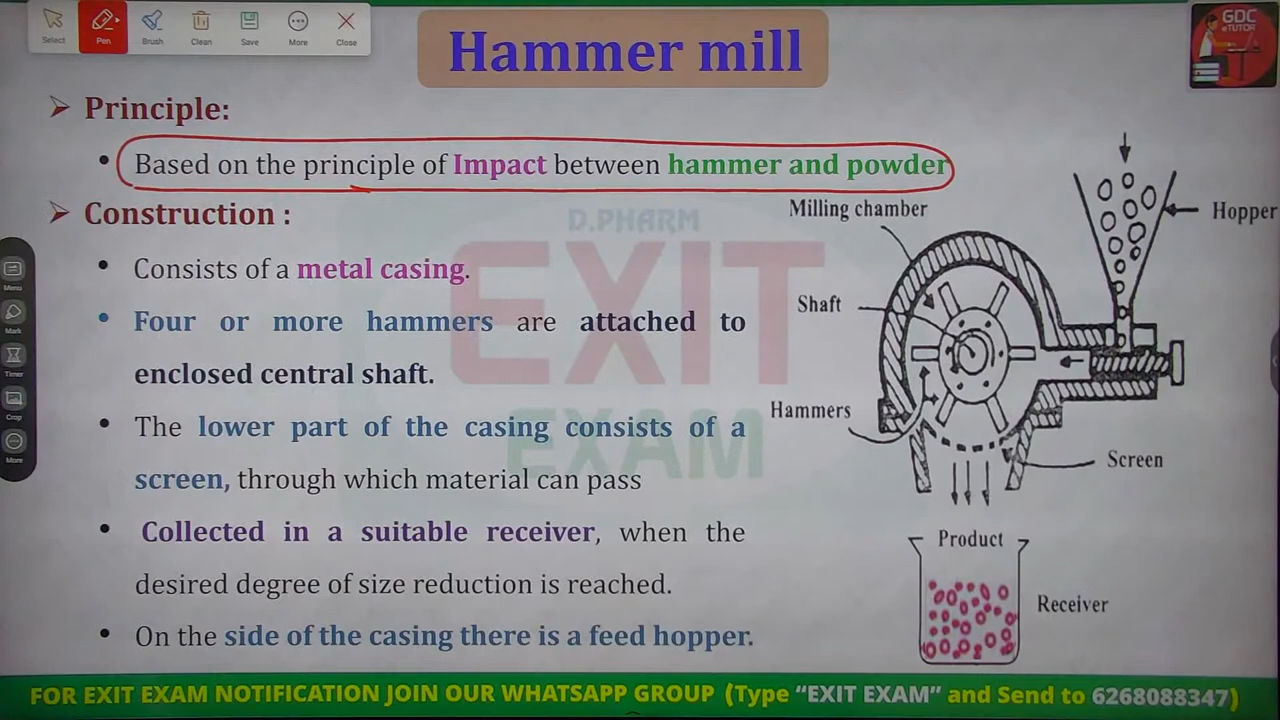 Select
Pen
Brush
Clean
Save
More
Close
Hammer mill
GDC
eTUTOR
Principle:
Based on the principle of Impact between hammer and powder
Construction :
Consists of a metal casing.
Four or more hammers are attached to
enclosed central shaft.
The lower part of the casing consists of a
screen, through which material can pass
Collected in a suitable receiver, when the
desired degree of size reduction is reached.
On the side of the casing there is a feed hopper.
D.PHARM
EXIT
EXAM
Milling chamber
Hopper
Shaft
Hammers
Screen
Product
Receiver
Menu
Mark
Timer
Crop
More
FOR EXIT EXAM NOTIFICATION JOIN OUR WHATSAPP GROUP (Type “EXIT EXAM” and Send to 6268088347)